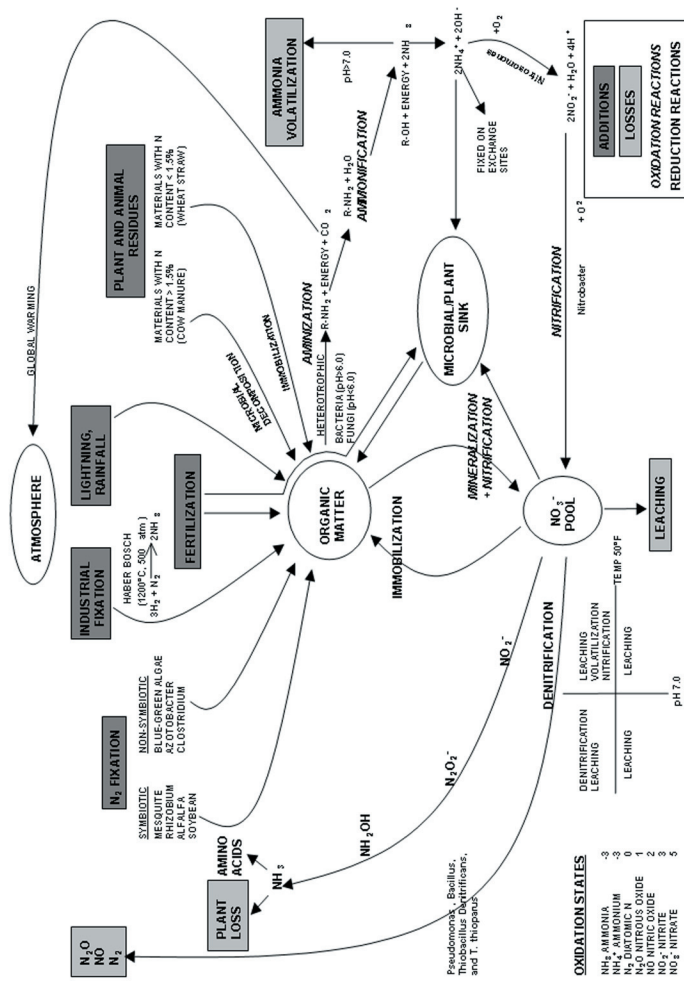 ATMOSPHERE
GLOBAL WARMING
N₂ FIXATION
SYMBIOTIC
MESQUITE
RHIZOBIUM
ALFALFA
SOYBEAN
NON-SYMBIOTIC
BLUE-GREEN ALGAE
AZOTOBACTER
CLOSTRIDIUM
INDUSTRIAL
FIXATION
HABER BOSCH
(1200°C, 500 atm)
3H₂ + N₂ → 2NH₃
LIGHTNING,
RAINFALL
FERTILIZATION
PLANT AND ANIMAL
RESIDUES
MATERIALS WITH N
CONTENT > 1.5%
(COW MANURE)
MATERIALS WITH N
CONTENT < 1.5%
(WHEAT STRAW)
MICROBIAL
DECOMPOSITION
IMMOBILIZATION
AMINIZATION
HETEROTROPHIC
R-NH₂ + ENERGY + CO₂
BACTERIA (pH>6.0)
FUNGI (pH<6.0)
R-NH₂ + H₂O
AMMONIFICATION
R-OH + ENERGY + 2NH₃
AMMONIA
VOLATILIZATION
pH>7.0
2NH₄⁺ + 2OH⁻
+O₂
Nitrosomonas
2NO₂⁻ + H₂O + 4H⁺
FIXED ON
EXCHANGE
SITES
ORGANIC
MATTER
MICROBIAL/PLANT
SINK
IMMOBILIZATION
MINERALIZATION
+ NITRIFICATION
NITRIFICATION
Nitrobacter
+ O²
NO₃⁻
POOL
LEACHING
N₂O
NO
N₂
PLANT
LOSS
AMINO
ACIDS
NH₃
NH₂OH
N₂O₂⁻
NO₂⁻
DENITRIFICATION
Pseudomonas, Bacillus,
Thiobacillus Denitrificans,
and T. thioparus
OXIDATION STATES
NH₃ AMMONIA -3
NH₄⁺ AMMONIUM -3
N₂ DIATOMIC N 0
N₂O NITROUS OXIDE 1
NO NITRIC OXIDE 2
NO₂⁻ NITRITE 3
NO₃⁻ NITRATE 5
DENITRIFICATION
LEACHING
LEACHING
VOLATILIZATION
NITRIFICATION
LEACHING
LEACHING
TEMP 50°F
pH 7.0
ADDITIONS
LOSSES
OXIDATION REACTIONS
REDUCTION REACTIONS